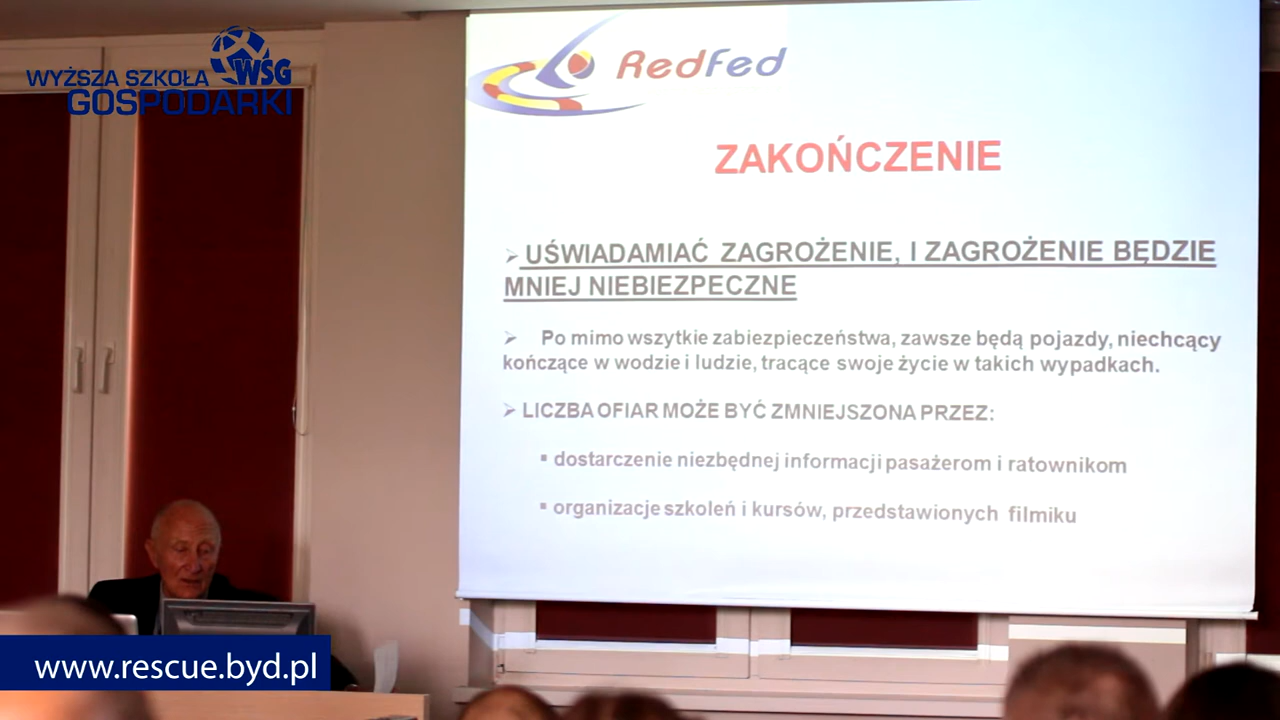 WYŻSZA SZKOŁA WSG
GOSPODARKI
RedFed
ZAKOŃCZENIE
UŚWIADAMIAĆ ZAGROŻENIE, I ZAGROŻENIE BĘDZIE
MNIEJ NIEBIEZPECZNE
Po mimo wszytkie zabiezpieczeństwa, zawsze będą pojazdy, niechcący
kończące w wodzie i ludzie, tracące swoje życie w takich wypadkach.
LICZBA OFIAR MOŻE BYĆ ZMNIEJSZONA PRZEZ:
dostarczenie niezbędnej informacji pasażerom i ratownikom
organizacje szkoleń i kursów, przedstawionych filmiku
www.rescue.byd.pl